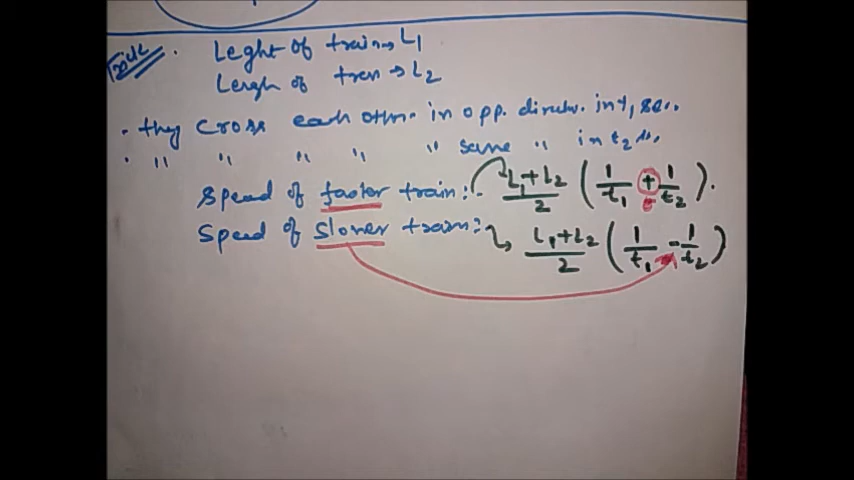 Trick. Leght of train → L1
Lengh of tren → L2
. they cross each other in opp. directn. in t1 sec..
. " " " " " same " in t2 "..
Speed of faster train :- L1+L2/2 (1/t1 + 1/t2).
Speed of slower train :- → L1+L2/2 (1/t1 - 1/t2)